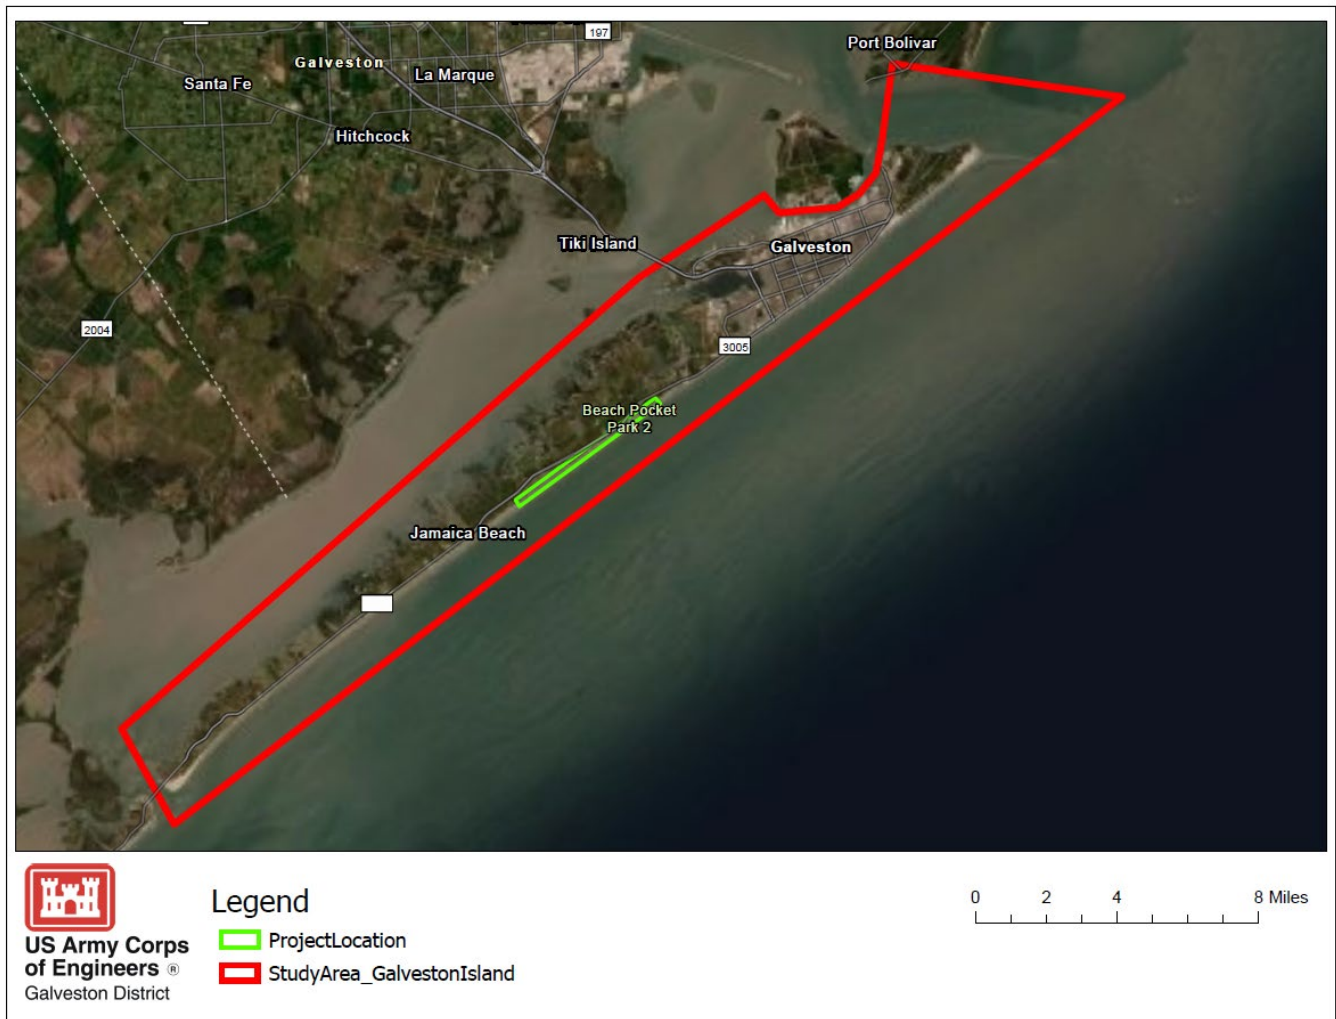 197
Port Bolivar
Galveston
La Marque
Santa Fe
Hitchcock
Tiki Island
Galveston
2004
3005
Beach Pocket
Park 2
Jamaica Beach
US Army Corps
of Engineers ®
Galveston District
Legend
ProjectLocation
StudyArea_GalvestonIsland
0 2 4 8 Miles